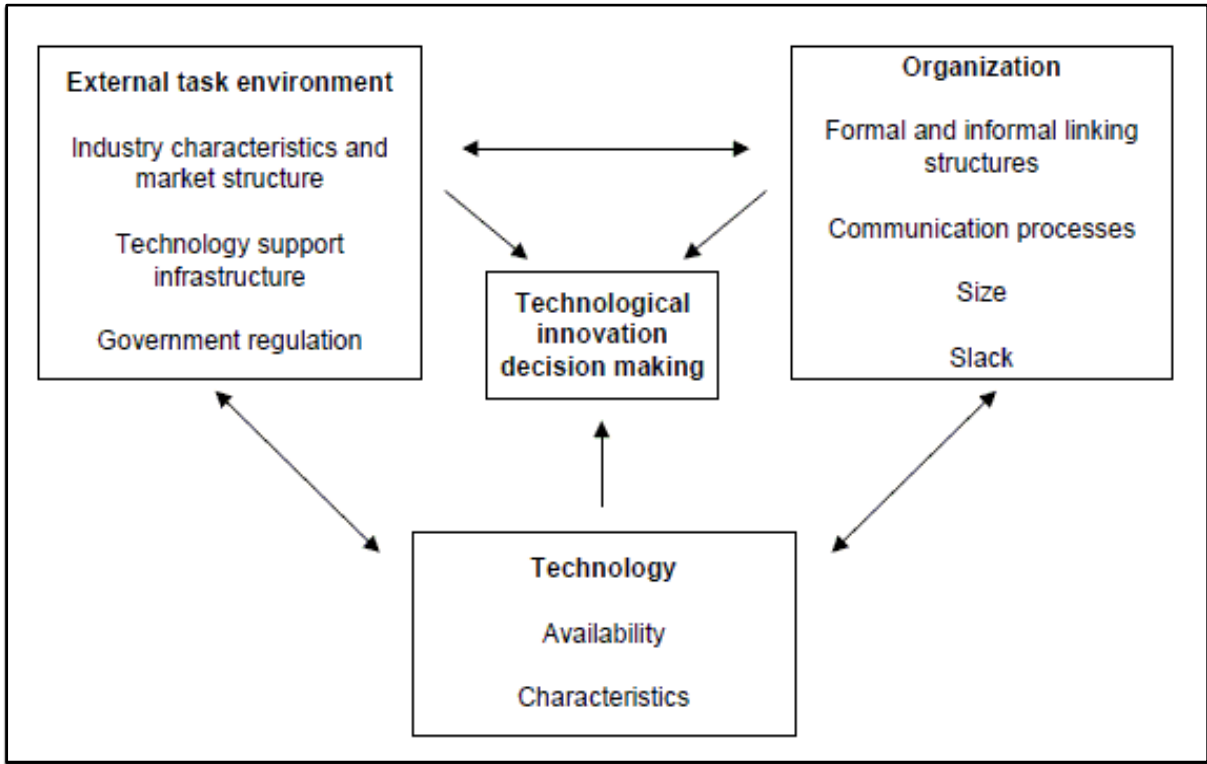 External task environment
Industry characteristics and
market structure
Technology support
infrastructure
Government regulation
Organization
Formal and informal linking
structures
Communication processes
Size
Slack
Technological
innovation
decision making
Technology
Availability
Characteristics